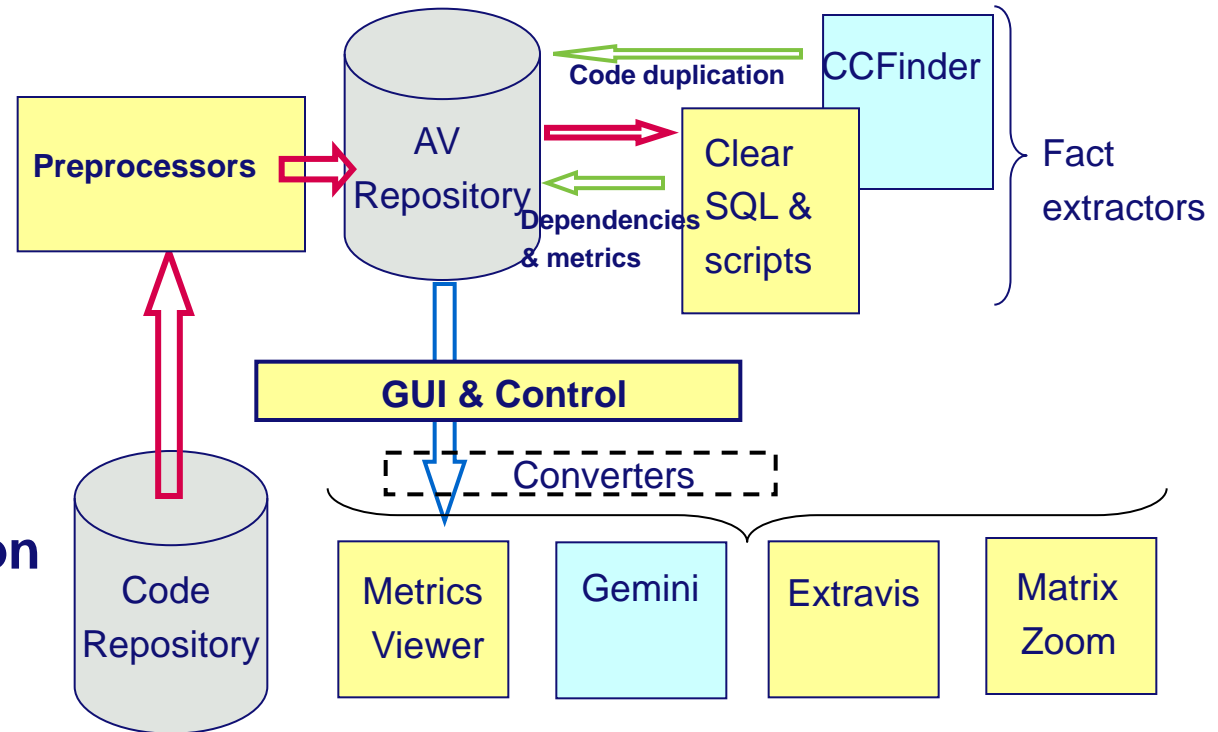 CCFinder
Code duplication
Preprocessors
AV
Repository
Clear
SQL &
scripts
Fact
extractors
Dependencies
& metrics
GUI & Control
Converters
on
Code
Repository
Metrics
Viewer
Gemini
Extravis
Matrix
Zoom